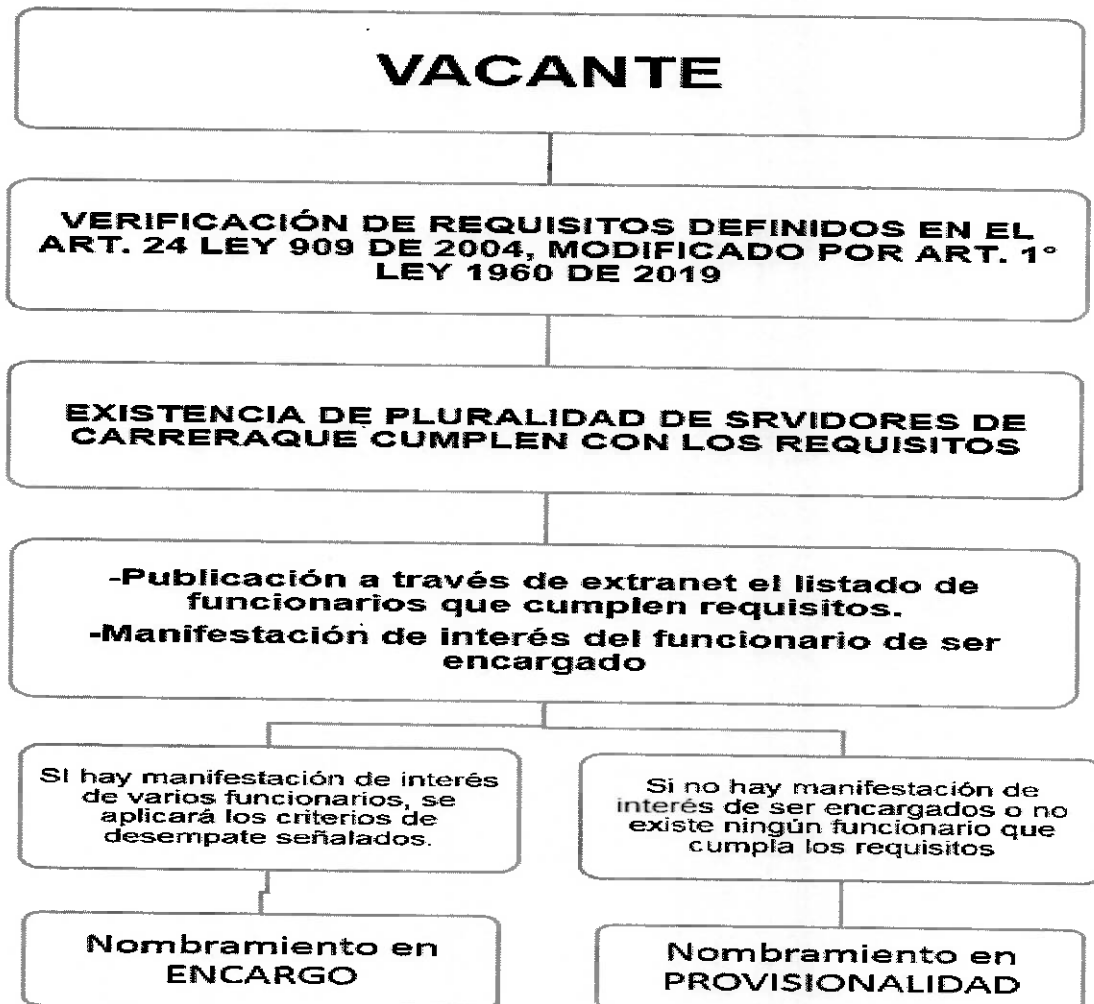 VACANTE
VERIFICACIÓN DE REQUISITOS DEFINIDOS EN EL
ART. 24 LEY 909 DE 2004, MODIFICADO POR ART. 1°
LEY 1960 DE 2019
EXISTENCIA DE PLURALIDAD DE SRVIDORES DE
CARRERAQUE CUMPLEN CON LOS REQUISITOS
-Publicación a través de extranet el listado de
funcionarios que cumplen requisitos.
-Manifestación de interés del funcionario de ser
encargado
SI hay manifestación de interés
de varios funcionarios, se
aplicará los criterios de
desempate señalados.
Si no hay manifestación de
interés de ser encargados o no
existe ningún funcionario que
cumpla los requisitos
Nombramiento en
ENCARGO
Nombramiento en
PROVISIONALIDAD